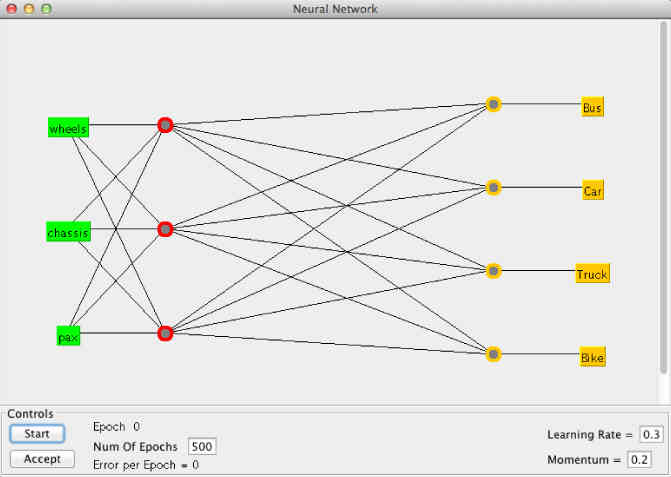 Neural Network
wheels
chassis
pax
Bus
Car
Truck
Bike
Controls
Start
Accept
Epoch 0
Num Of Epochs 500
Error per Epoch = 0
Learning Rate = 0.3
Momentum = 0.2